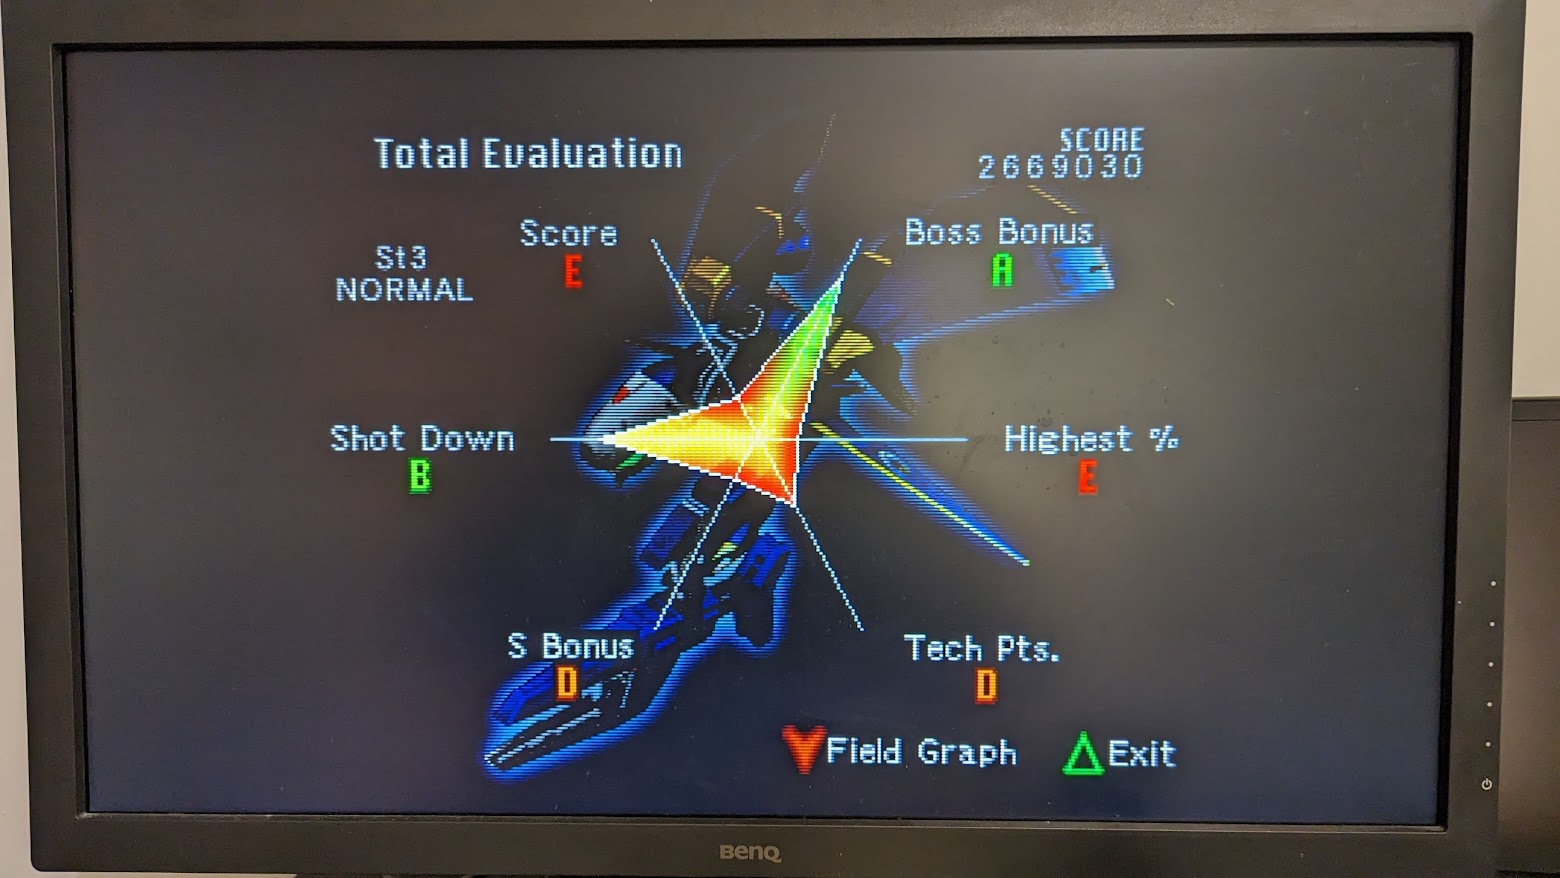 Total Evaluation
SCORE
2669030
Score
E
Boss Bonus
A
St3
NORMAL
Shot Down
B
Highest %
E
S Bonus
D
Tech Pts.
D
Field Graph
Exit
BenQ